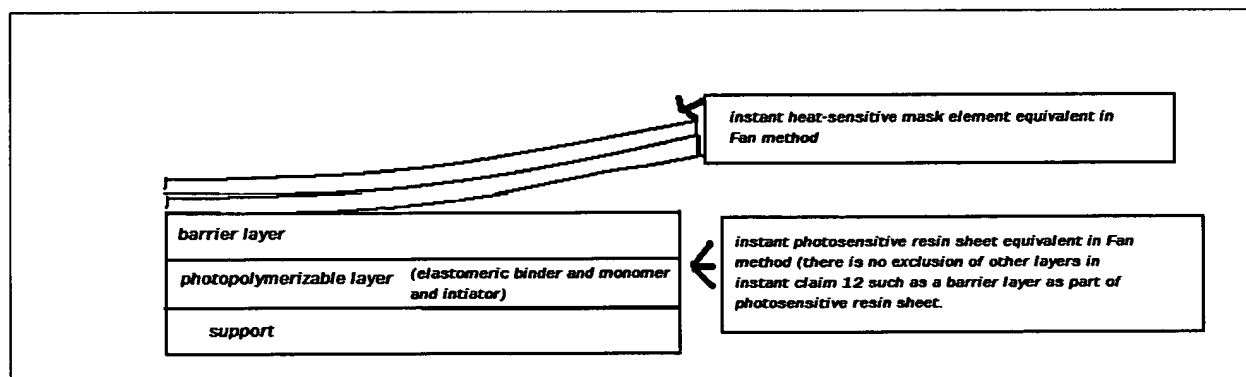 instant heat-sensitive mask element equivalent in
Fan method
barrier layer
photopolymerizable layer (elastomeric binder and monomer
and intiator)
support
instant photosensitive resin sheet equivalent in Fan
method (there is no exclusion of other layers in
instant claim 12 such as a barrier layer as part of
photosensitive resin sheet.